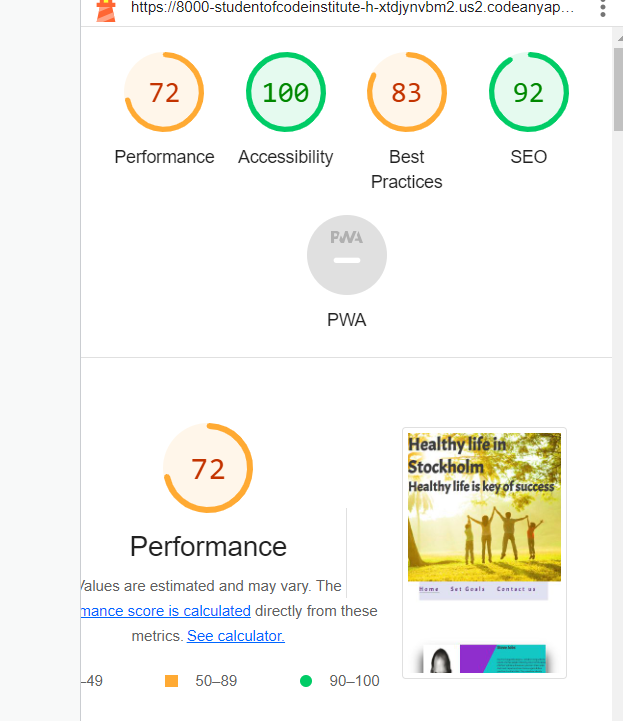 https://8000-studentofcodeinstitute-h-xtdjynvbm2.us2.codeanyap…
72
100
83
92
Performance
Accessibility
Best
Practices
SEO
PWA
PWA
72
Performance
Values are estimated and may vary. The
mance score is calculated directly from these
metrics. See calculator.
–49
50–89
90–100
Healthy life in
Stockholm
Healthy life is key of success
Home
Set Goals
Contact us